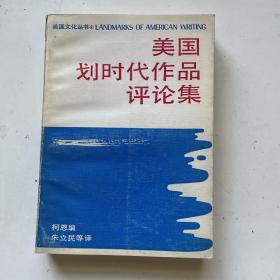 美国文化丛书 LANDMARKS OF AMERICAN WRITING
美国
划时代作品
评论集
柯恩编
朱立民等译